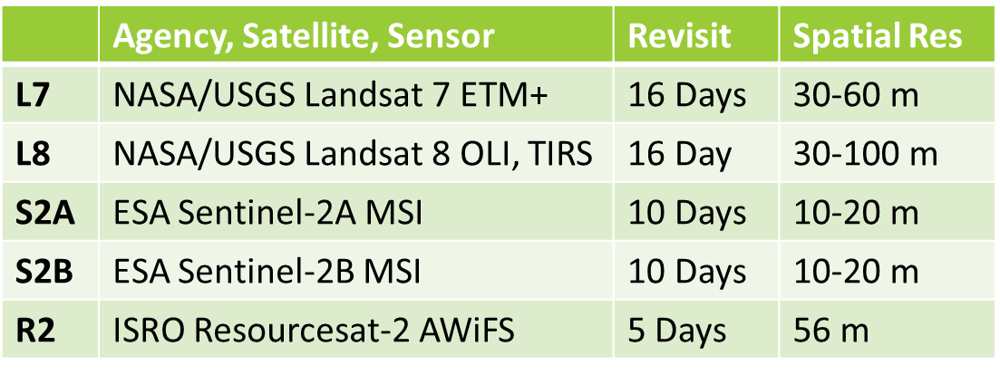 Agency, Satellite, Sensor Revisit Spatial Res
L7 NASA/USGS Landsat 7 ETM+ 16 Days 30-60 m
L8 NASA/USGS Landsat 8 OLI, TIRS 16 Day 30-100 m
S2A ESA Sentinel-2A MSI 10 Days 10-20 m
S2B ESA Sentinel-2B MSI 10 Days 10-20 m
R2 ISRO Resourcesat-2 AWiFS 5 Days 56 m